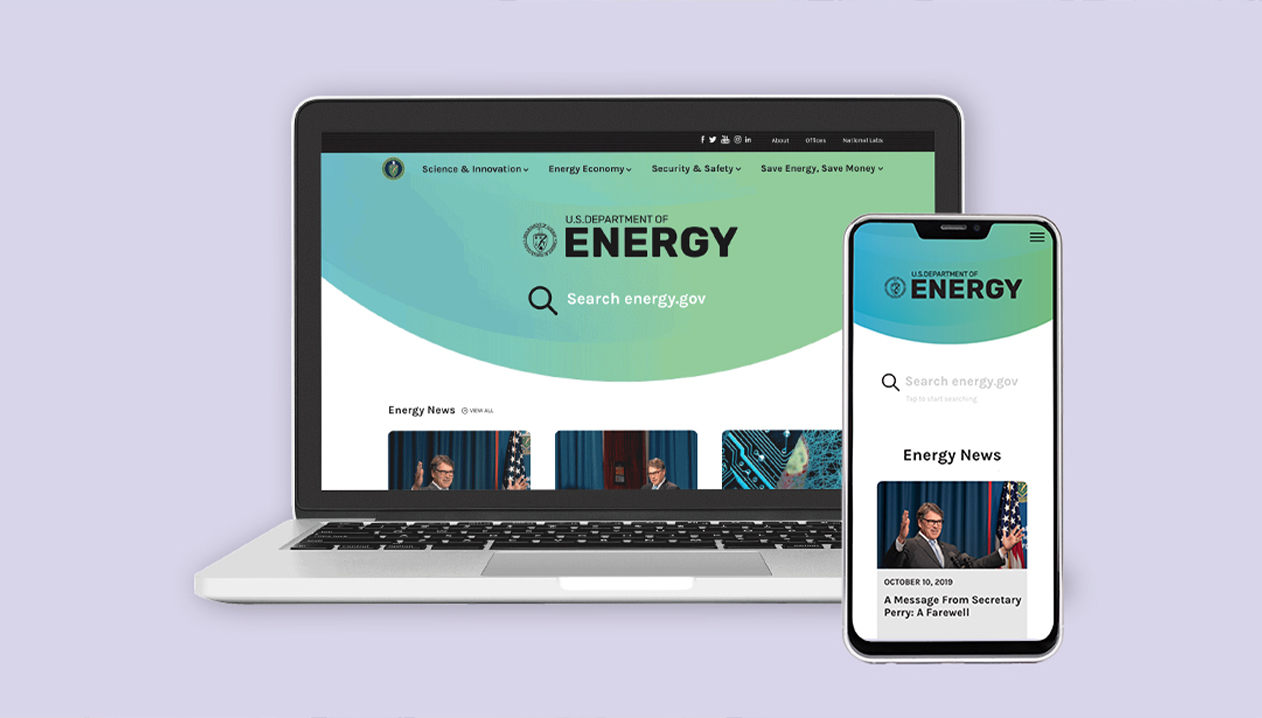 About
Offices
National Labs
Science & Innovation
Energy Economy
Security & Safety
Save Energy, Save Money
U.S.DEPARTMENT OF
ENERGY
Search energy.gov
Energy News
VIEW ALL
U.S.DEPARTMENT OF
ENERGY
Search energy.gov
Tap to start searching
Energy News
OCTOBER 10, 2019
A Message From Secretary
Perry: A Farewell